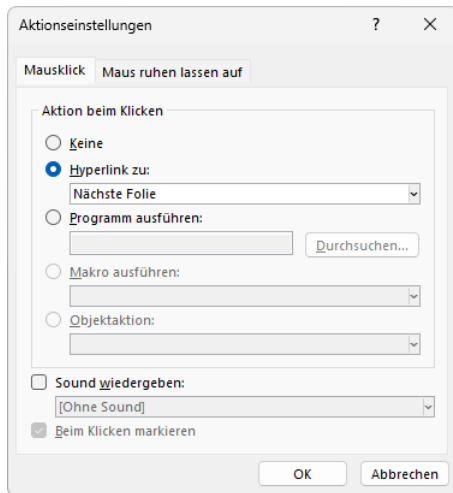 Aktionseinstellungen
Mausklick Maus ruhen lassen auf
Aktion beim Klicken
Keine
Hyperlink zu:
Nächste Folie
Programm ausführen:
Durchsuchen...
Makro ausführen:
Objektaktion:
Sound wiedergeben:
[Ohne Sound]
Beim Klicken markieren
OK Abbrechen